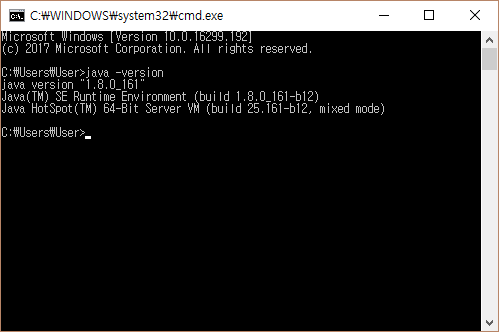 C:₩WINDOWS₩system32₩cmd.exe
Microsoft Windows [Version 10.0.16299.192]
(c) 2017 Microsoft Corporation. All rights reserved.
C:₩Users₩User>java -version
java version "1.8.0_161"
Java(TM) SE Runtime Environment (build 1.8.0_161-b12)
Java HotSpot(TM) 64-Bit Server VM (build 25.161-b12, mixed mode)
C:₩Users₩User>